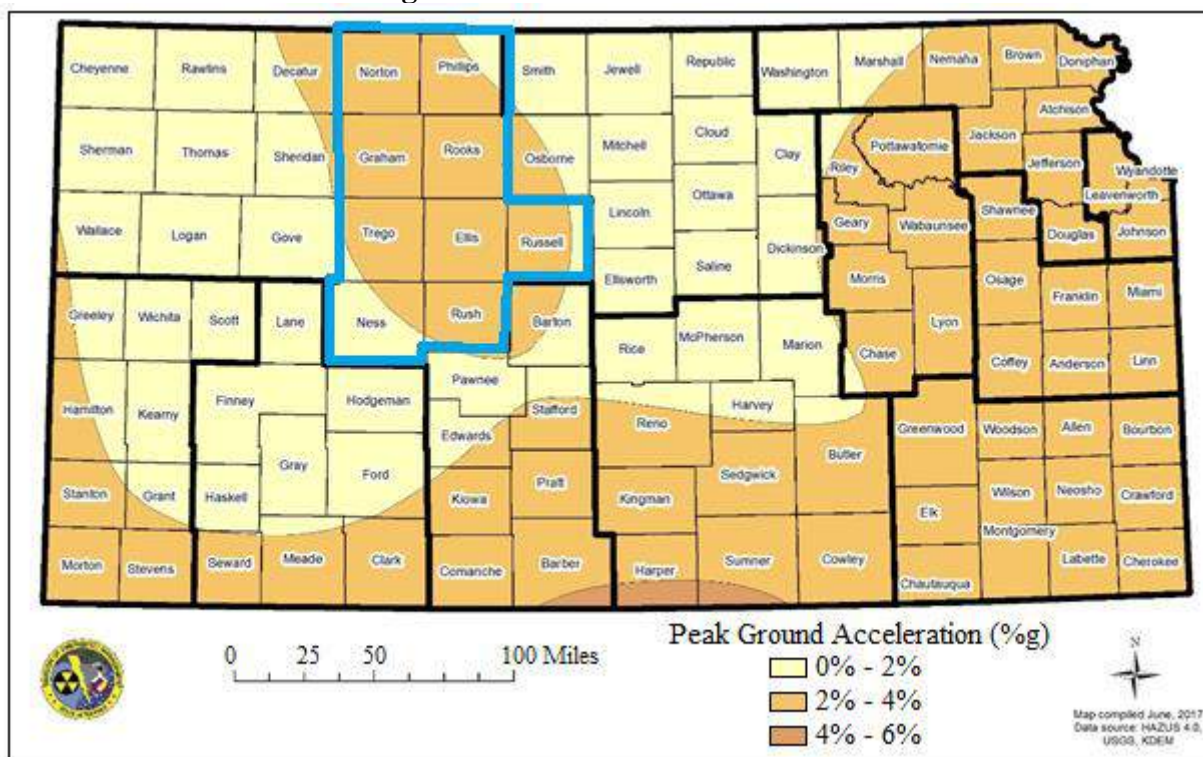 Cheyenne
Rawlins
Decatur
Norton
Phillips
Smith
Jewell
Republic
Washington
Marshall
Nemaha
Brown
Doniphan
Sherman
Thomas
Sheridan
Graham
Rooks
Osborne
Mitchell
Cloud
Clay
Riley
Pottawatomie
Jackson
Atchison
Jefferson
Wyandotte
Leavenworth
Wallace
Logan
Gove
Trego
Ellis
Russell
Lincoln
Ottawa
Dickinson
Geary
Wabaunsee
Shawnee
Douglas
Johnson
Ellsworth
Saline
Morris
Osage
Franklin
Miami
Greeley
Wichita
Scott
Lane
Ness
Rush
Barton
Rice
McPherson
Marion
Chase
Lyon
Coffey
Anderson
Linn
Hamilton
Kearny
Finney
Hodgeman
Pawnee
Stafford
Edwards
Reno
Harvey
Butler
Greenwood
Woodson
Allen
Bourbon
Stanton
Grant
Haskell
Gray
Ford
Kiowa
Pratt
Kingman
Sedgwick
Elk
Wilson
Neosho
Crawford
Morton
Stevens
Seward
Meade
Clark
Comanche
Barber
Harper
Sumner
Cowley
Chautauqua
Montgomery
Labette
Cherokee
0 25 50 100 Miles
Peak Ground Acceleration (%g)
0% - 2%
2% - 4%
4% - 6%
N
Map compiled June, 2017
Data source: HAZUS 4.0,
USGS, KDEM